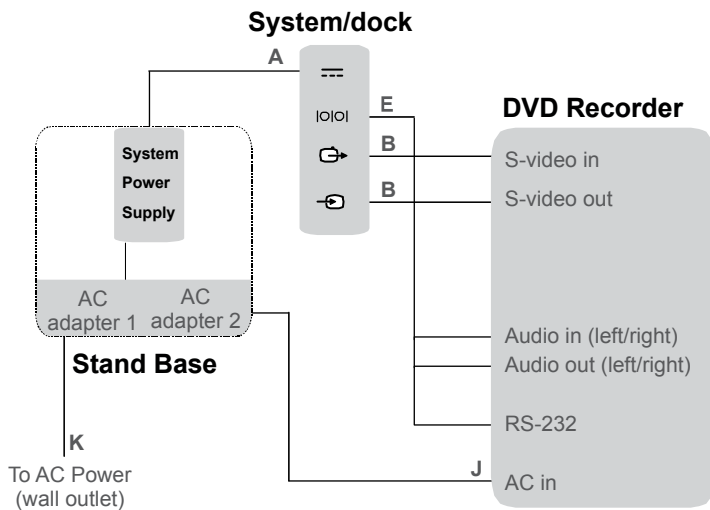 System/dock
A
IOIOI
E
B
B
DVD Recorder
S-video in
S-video out
Audio in (left/right)
Audio out (left/right)
RS-232
J
AC in
System
Power
Supply
AC
adapter 1
AC
adapter 2
Stand Base
K
To AC Power
(wall outlet)